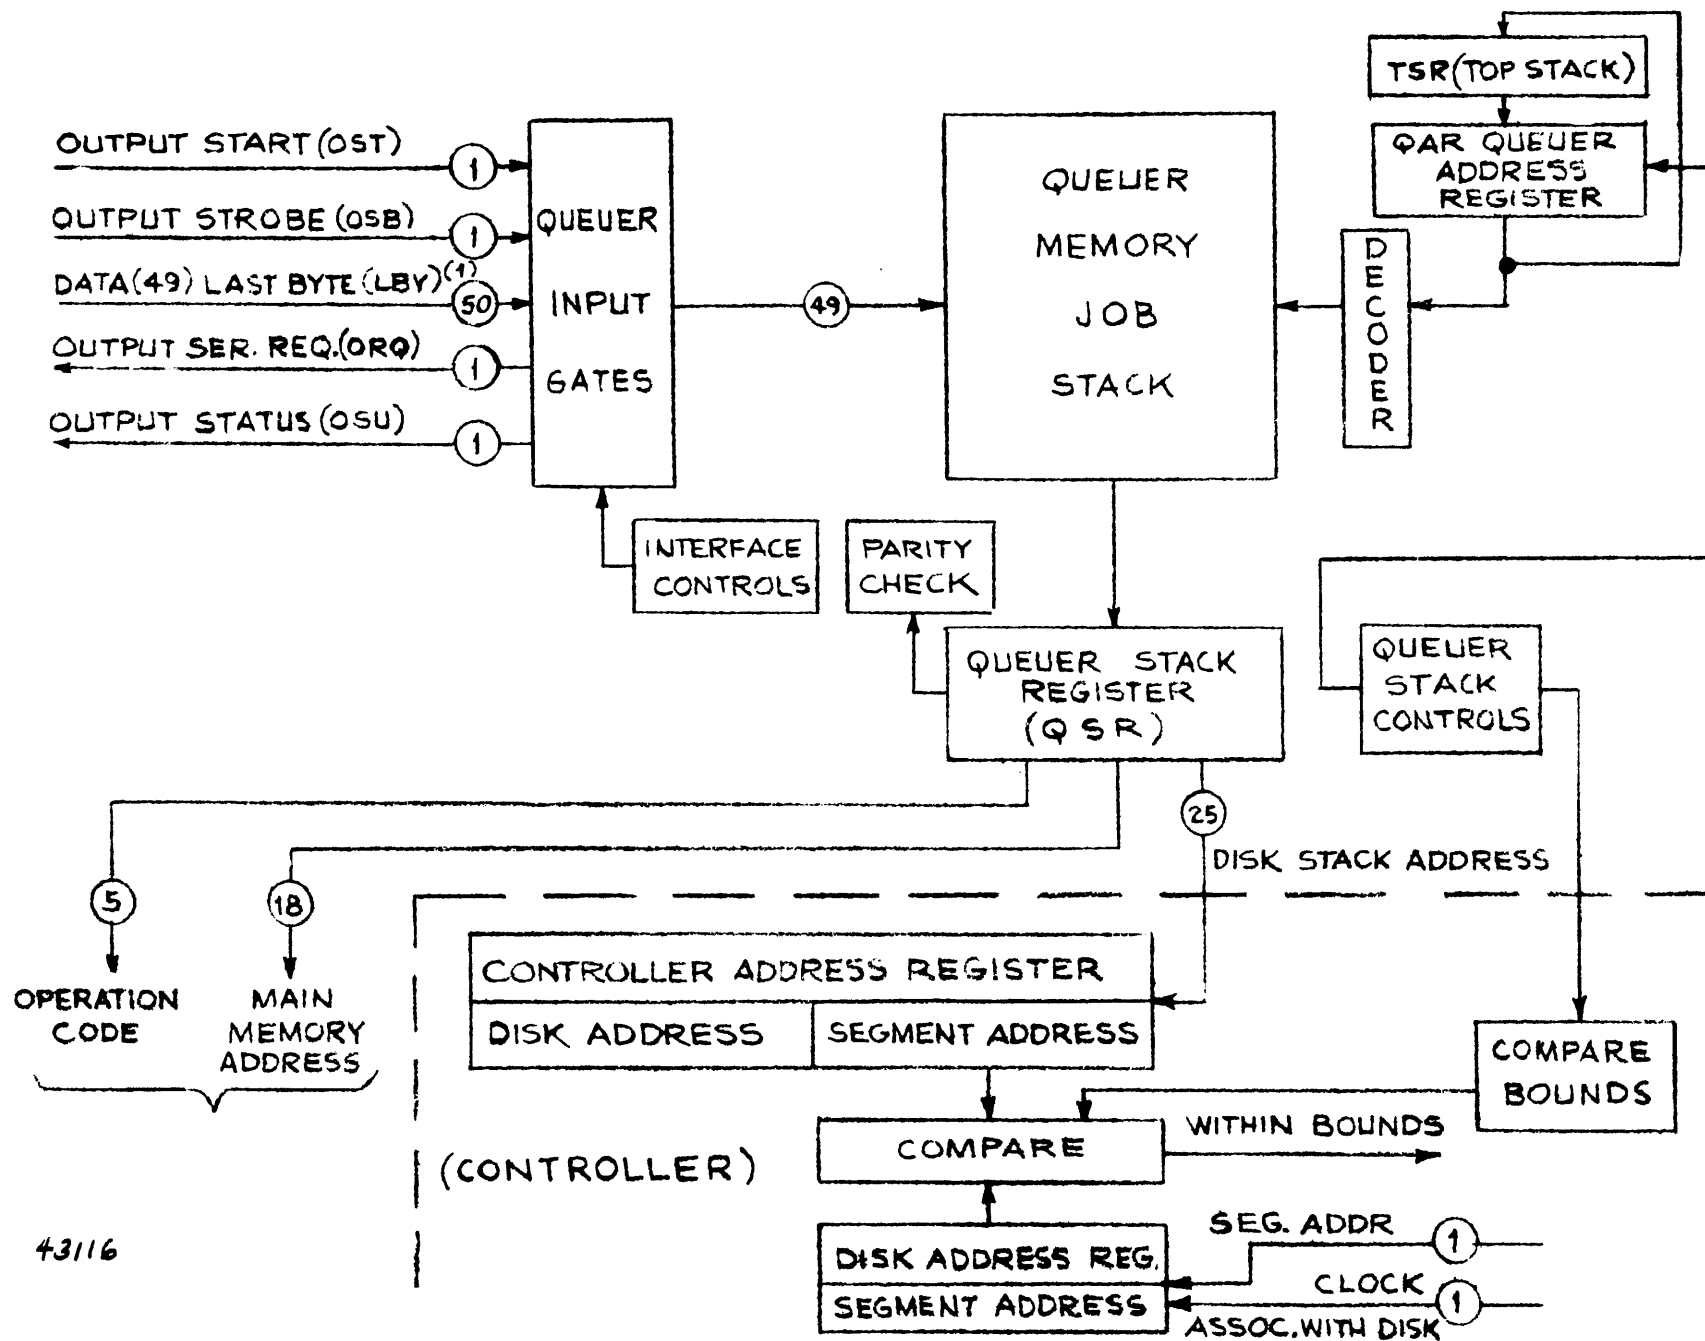 TSR(TOP STACK)
QAR QUEUER
ADDRESS
REGISTER
OUTPUT START (OST)
1
OUTPUT STROBE (OSB)
1
DATA(49) LAST BYTE (LBY)(1)
50
OUTPUT SER. REQ.(ORQ)
1
OUTPUT STATUS (OSU)
1
QUEUER
INPUT
GATES
49
QUEUER
MEMORY
JOB
STACK
DECODER
INTERFACE
CONTROLS
PARITY
CHECK
QUEUER STACK
REGISTER
(QSR)
QUEUER
STACK
CONTROLS
25
DISK STACK ADDRESS
5
18
OPERATION
CODE
MAIN
MEMORY
ADDRESS
CONTROLLER ADDRESS REGISTER
DISK ADDRESS
SEGMENT ADDRESS
COMPARE
BOUNDS
COMPARE
WITHIN BOUNDS
(CONTROLLER)
DISK ADDRESS REG.
SEGMENT ADDRESS
SEG. ADDR
1
CLOCK
1
ASSOC. WITH DISK
43116